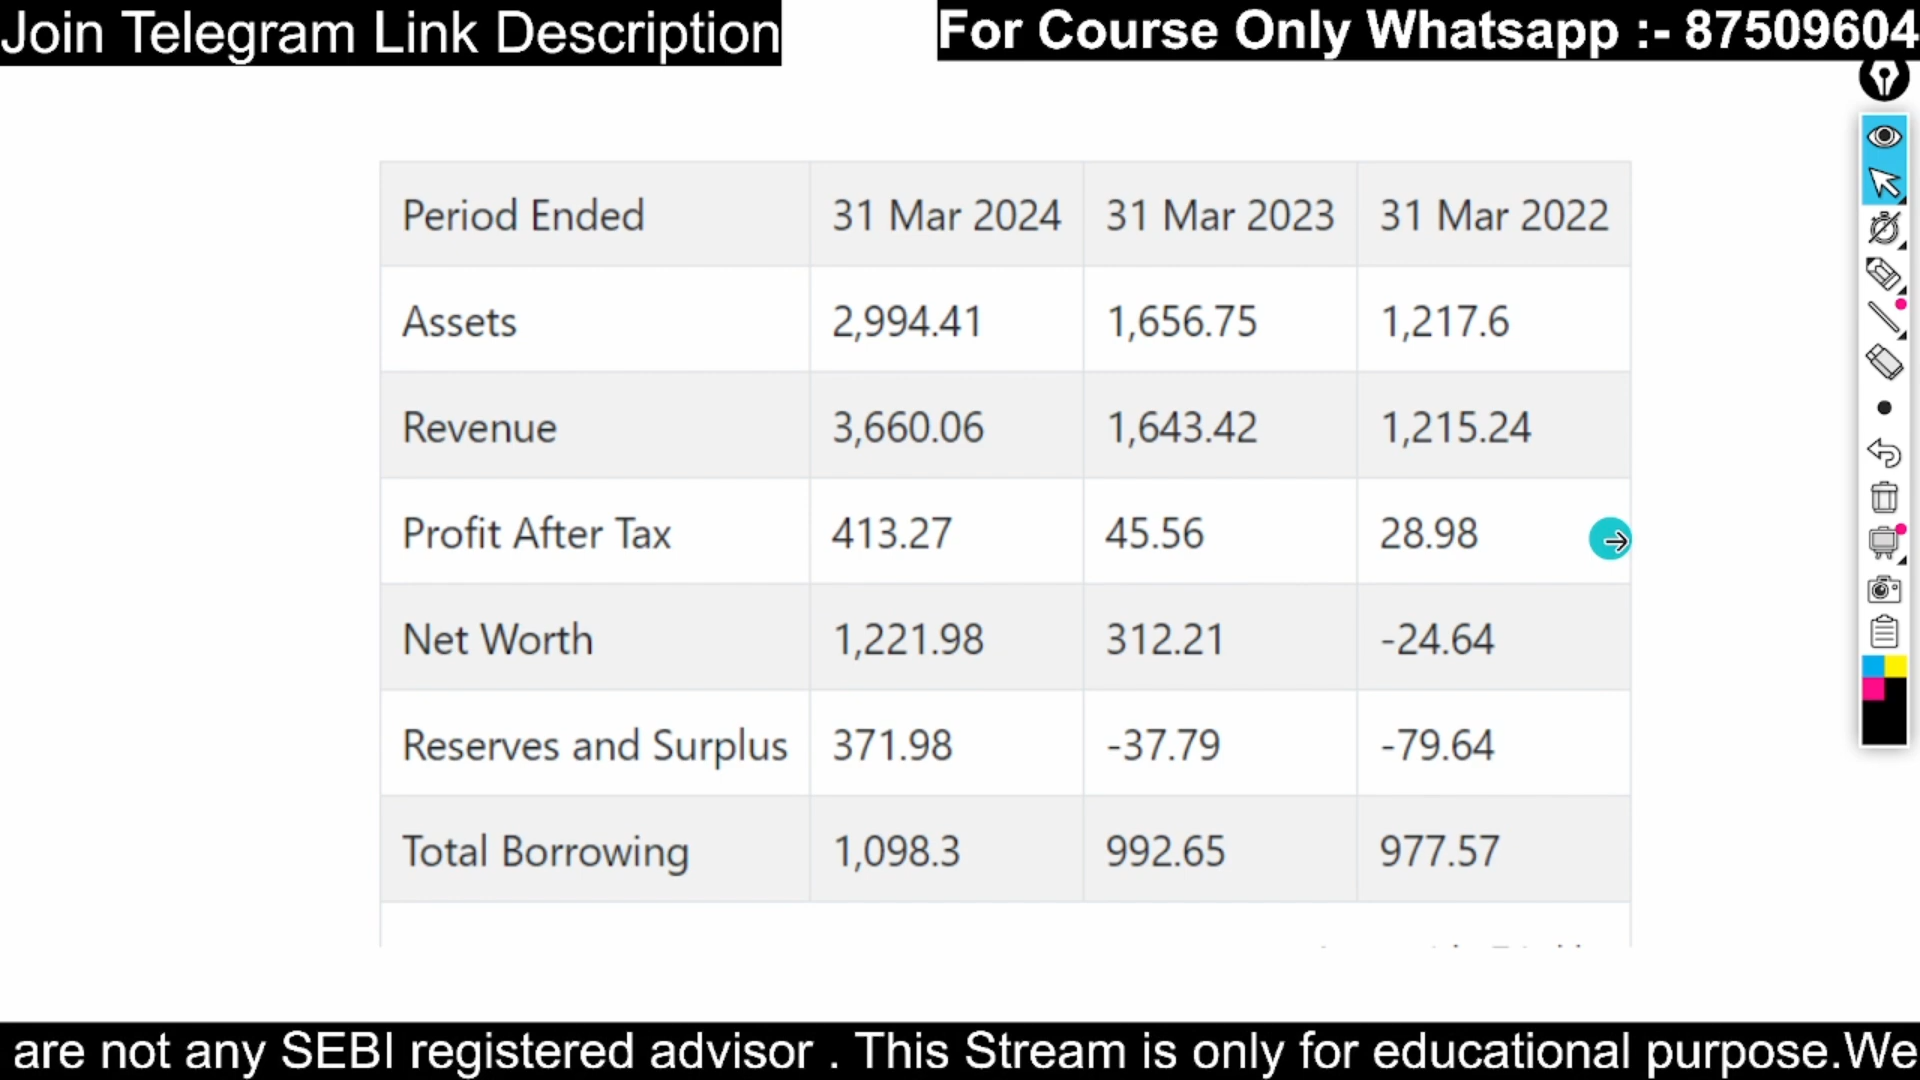 Join Telegram Link Description
For Course Only Whatsapp :- 87509604
Period Ended 31 Mar 2024 31 Mar 2023 31 Mar 2022
Assets 2,994.41 1,656.75 1,217.6
Revenue 3,660.06 1,643.42 1,215.24
Profit After Tax 413.27 45.56 28.98
Net Worth 1,221.98 312.21 -24.64
Reserves and Surplus 371.98 -37.79 -79.64
Total Borrowing 1,098.3 992.65 977.57
are not any SEBI registered advisor . This Stream is only for educational purpose.We